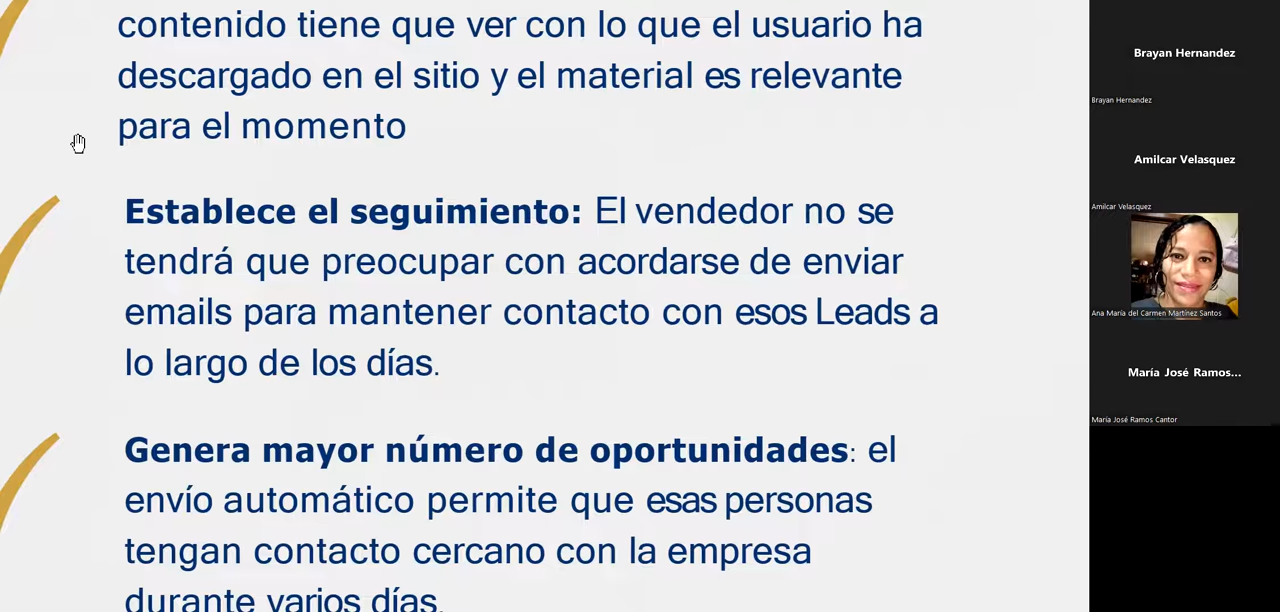 contenido tiene que ver con lo que el usuario ha
descargado en el sitio y el material es relevante
para el momento
Establece el seguimiento: El vendedor no se
tendrá que preocupar con acordarse de enviar
emails para mantener contacto con esos Leads a
lo largo de los días.
Genera mayor número de oportunidades: el
envío automático permite que esas personas
tengan contacto cercano con la empresa
durante varios días.
Brayan Hernandez
Brayan Hernandez
Amilcar Velasquez
Amilcar Velasquez
Ana María del Carmen Martínez Santos
María José Ramos...
María José Ramos Cantor